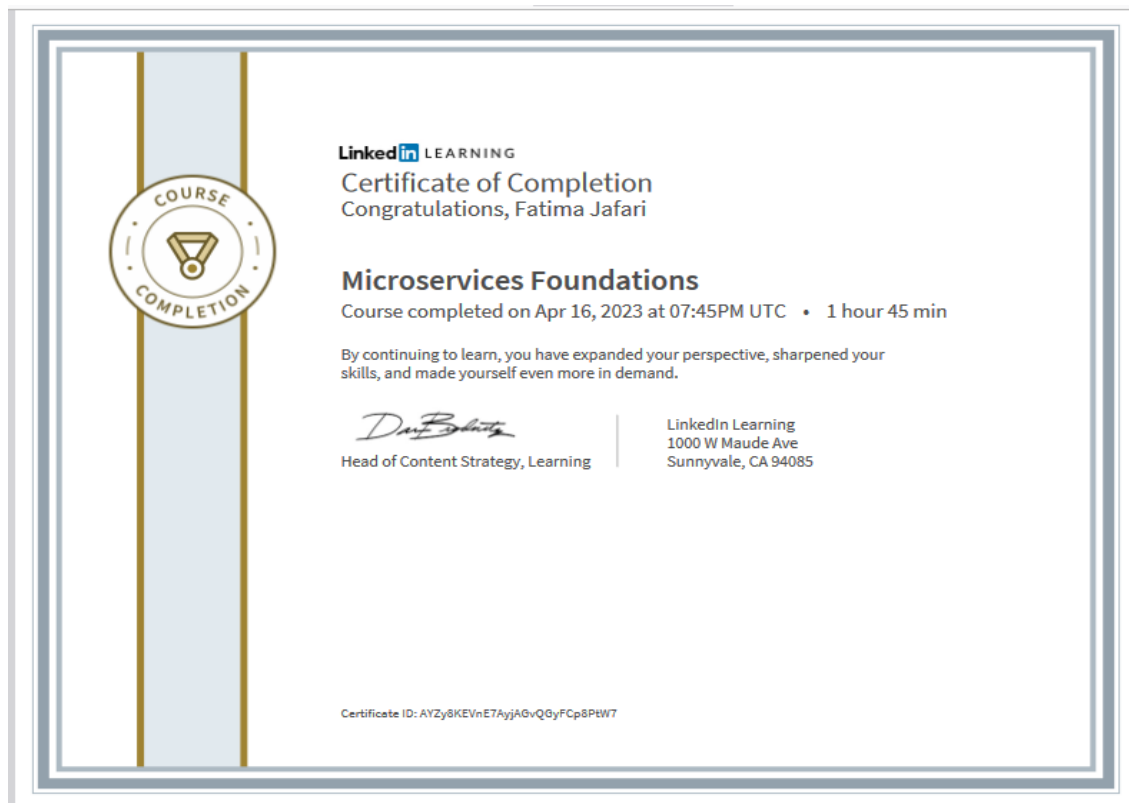 COURSE
COMPLETION
Linked in LEARNING
Certificate of Completion
Congratulations, Fatima Jafari
Microservices Foundations
Course completed on Apr 16, 2023 at 07:45PM UTC • 1 hour 45 min
By continuing to learn, you have expanded your perspective, sharpened your
skills, and made yourself even more in demand.
Head of Content Strategy, Learning
LinkedIn Learning
1000 W Maude Ave
Sunnyvale, CA 94085
Certificate ID: AYZy8KEVnE7AyjAGvQGyFCp8PtW7